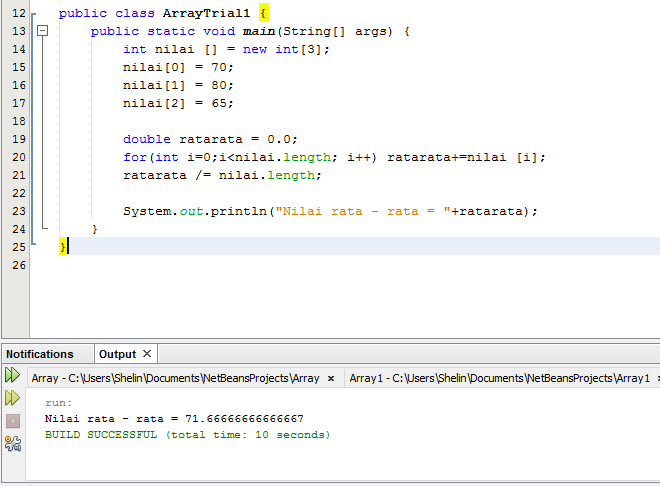 12 public class ArrayTrial1 {
13 public static void main(String[] args) {
14 int nilai [] = new int[3];
15 nilai[0] = 70;
16 nilai[1] = 80;
17 nilai[2] = 65;
18
19 double ratarata = 0.0;
20 for(int i=0;i<nilai.length; i++) ratarata+=nilai [i];
21 ratarata /= nilai.length;
22
23 System.out.println("Nilai rata - rata = "+ratarata);
24 }
25 }
26
Notifications Output ×
Array - C:\Users\Shelin\Documents\NetBeansProjects\Array × Array1 - C:\Users\Shelin\Documents\NetBeansProjects\Array1 ×
run:
Nilai rata - rata = 71.66666666666667
BUILD SUCCESSFUL (total time: 10 seconds)